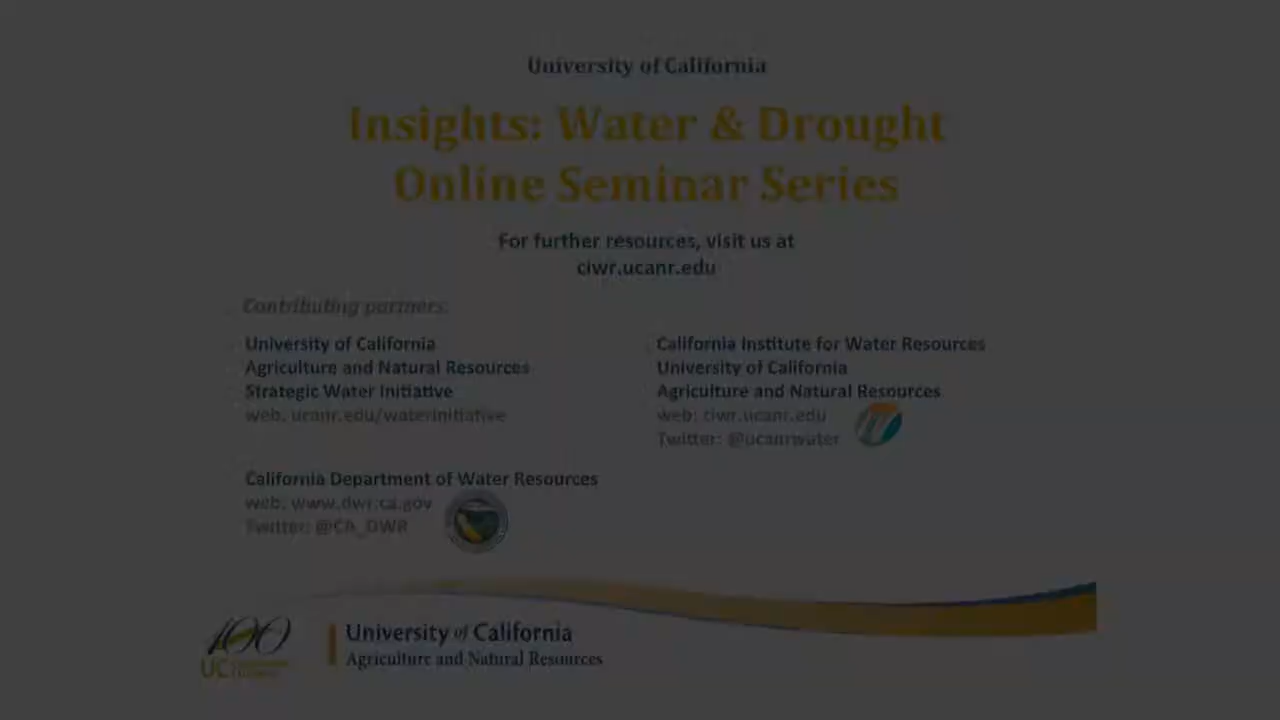 University of California
Insights: Water & Drought
Online Seminar Series
For further resources, visit us at
ciwr.ucanr.edu
Contributing partners:
University of California
Agriculture and Natural Resources
Strategic Water Initiative
web: ucanr.edu/waterinitiative
California Institute for Water Resources
University of California
Agriculture and Natural Resources
web: ciwr.ucanr.edu
Twitter: @ucanrwater
California Department of Water Resources
web: www.dwr.ca.gov
Twitter: @CA_DWR
100
UC
University of California
Agriculture and Natural Resources